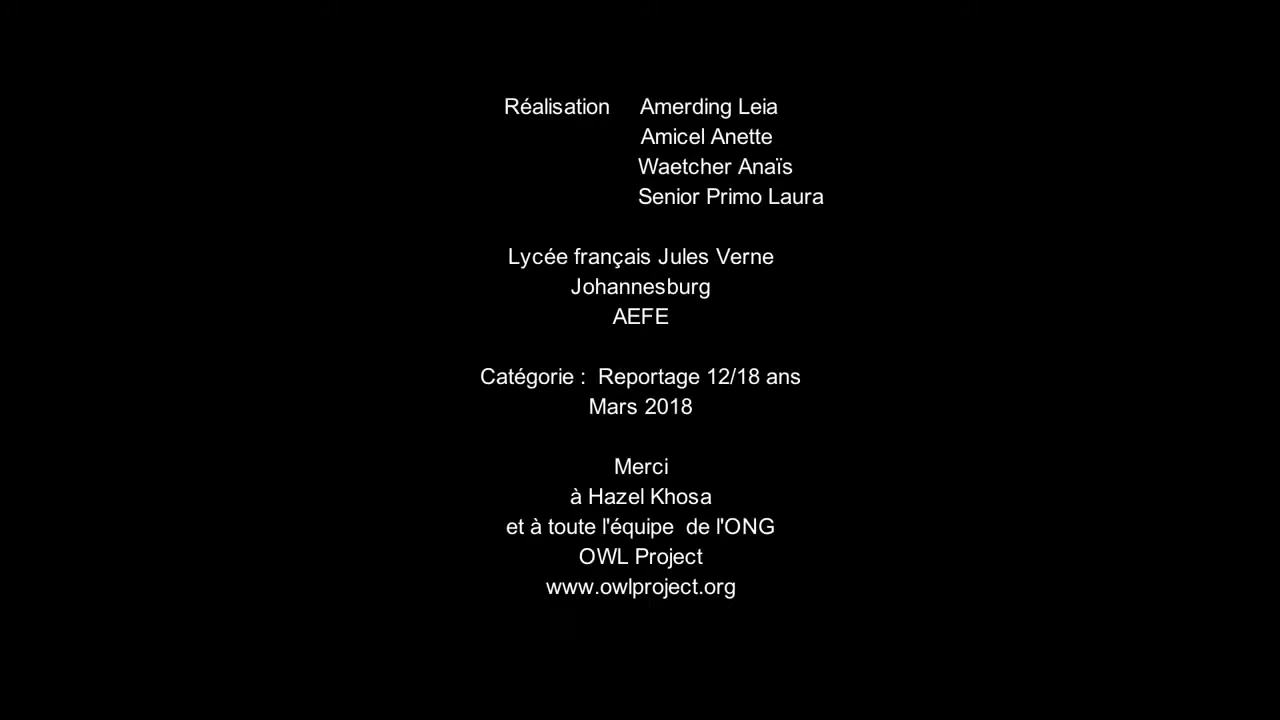 Réalisation Amerding Leia
Amicel Anette
Waetcher Anaïs
Senior Primo Laura
Lycée français Jules Verne
Johannesburg
AEFE
Catégorie : Reportage 12/18 ans
Mars 2018
Merci
à Hazel Khosa
et à toute l'équipe de l'ONG
OWL Project
www.owlproject.org